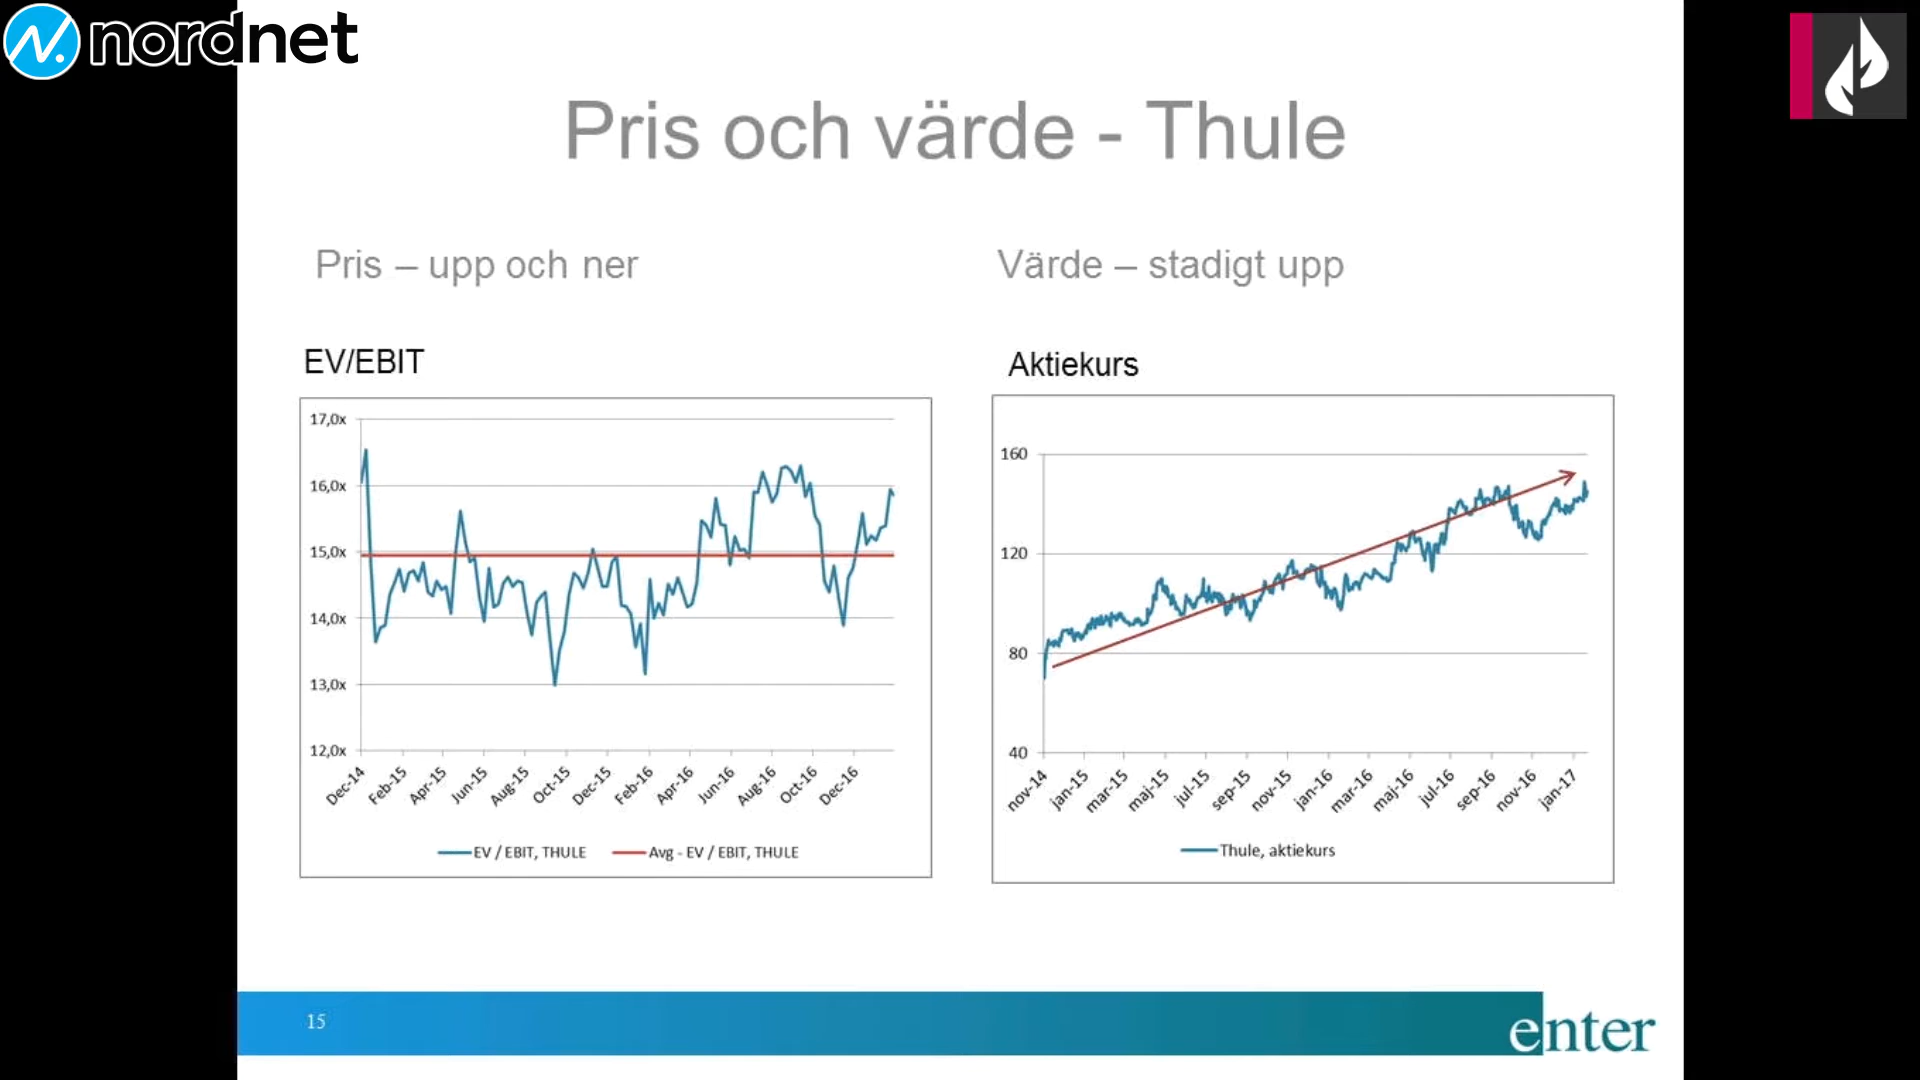 nordnet
Pris och värde - Thule
Pris – upp och ner
Värde – stadigt upp
EV/EBIT
17,0x
16,0x
15,0x
14,0x
13,0x
12,0x
Dec-14
Feb-15
Apr-15
Jun-15
Aug-15
Oct-15
Dec-15
Feb-16
Apr-16
Jun-16
Aug-16
Oct-16
Dec-16
EV / EBIT, THULE
Avg - EV / EBIT, THULE
Aktiekurs
160
120
80
40
nov-14
jan-15
mar-15
maj-15
jul-15
sep-15
nov-15
jan-16
mar-16
maj-16
jul-16
sep-16
nov-16
jan-17
Thule, aktiekurs
15
enter